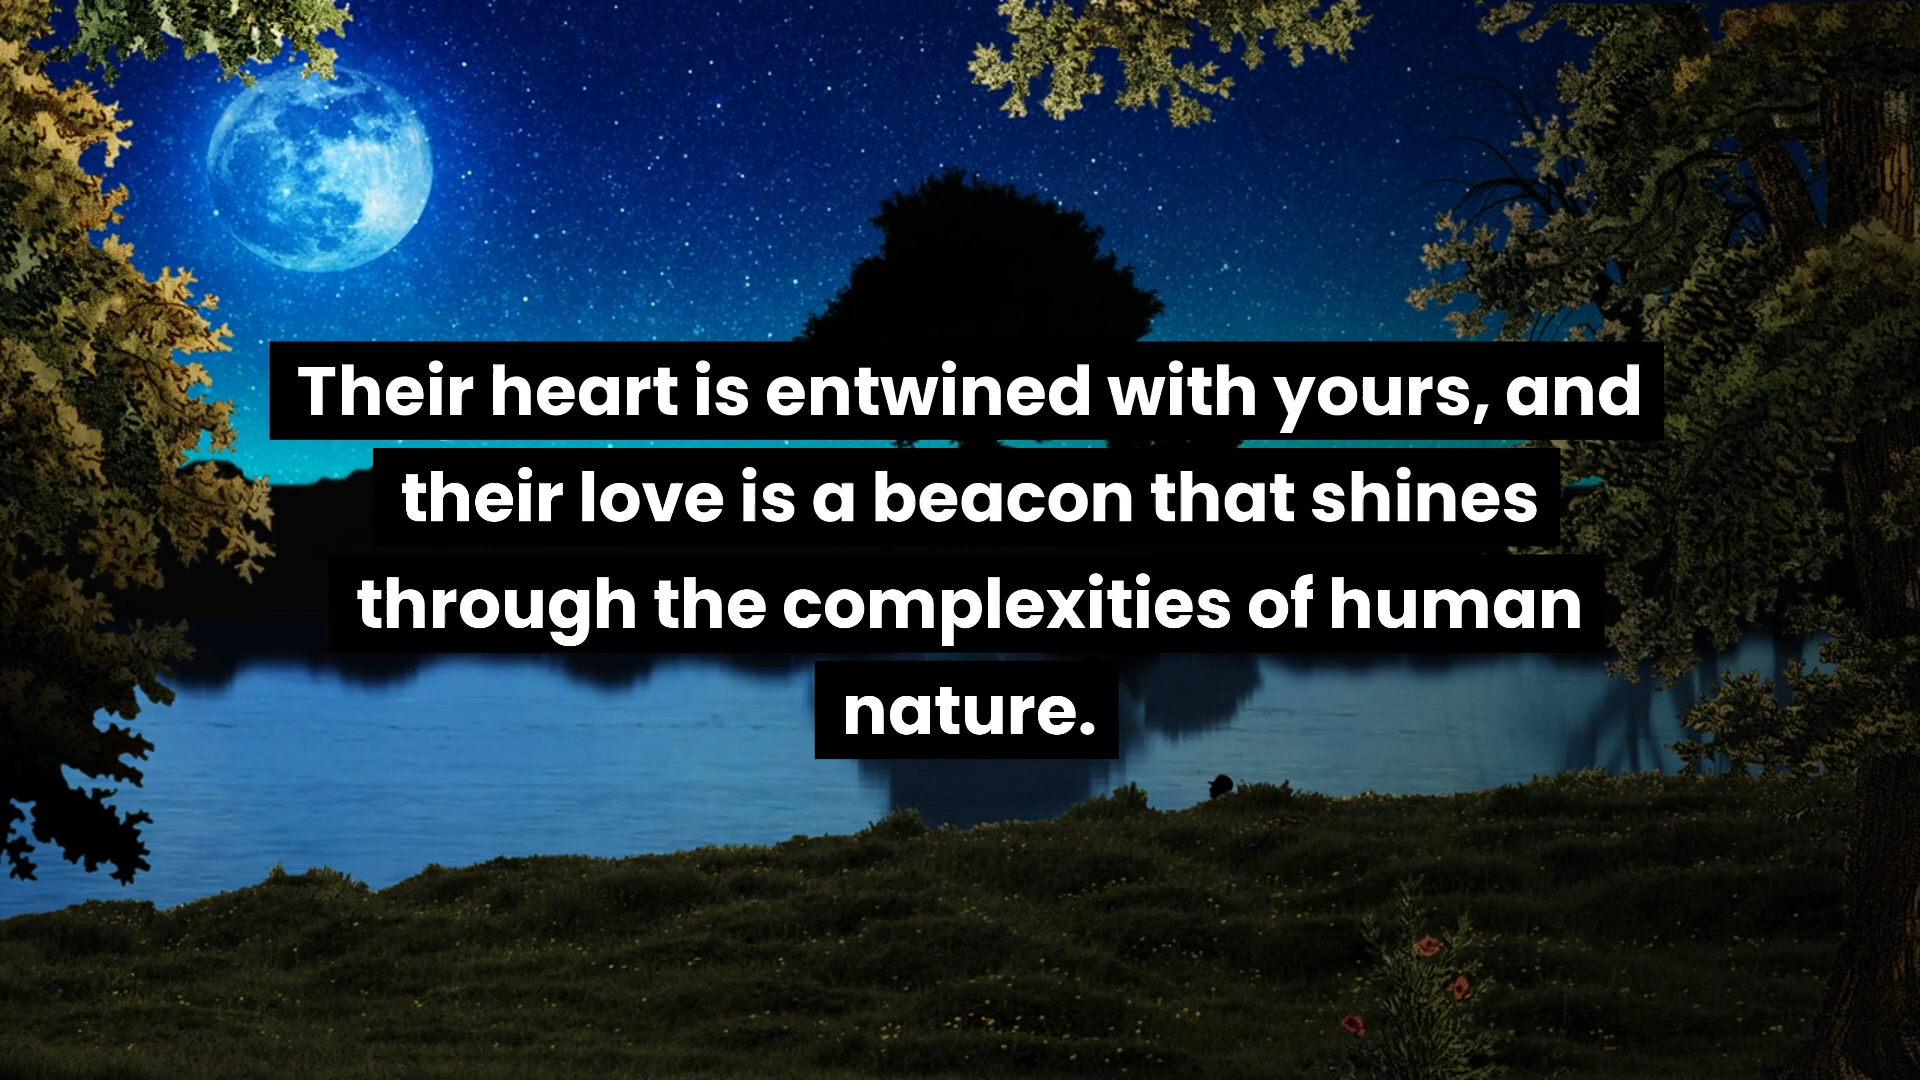 Their heart is entwined with yours, and
their love is a beacon that shines
through the complexities of human
nature.